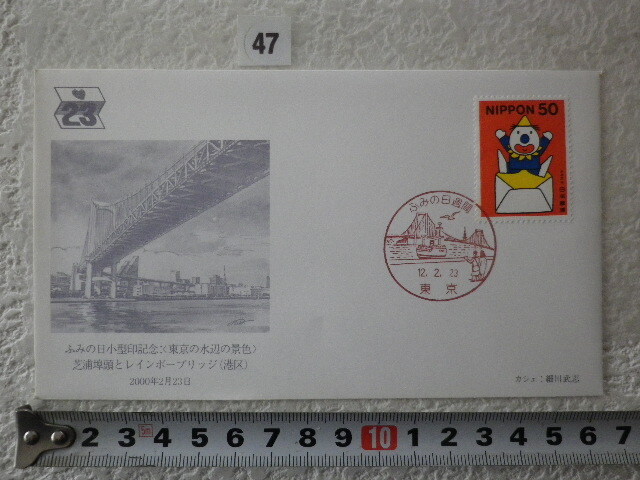 47
23
NIPPON 50
ふみの日週間
12.2.23
東京
ふみの日小型印記念:〈東京の水辺の景色〉
芝浦埠頭とレインボーブリッジ(港区)
2000年2月23日
カシェ:細川武志
2 3 4 5 6 7 8 9 10 1 2 3 4 5 6 7